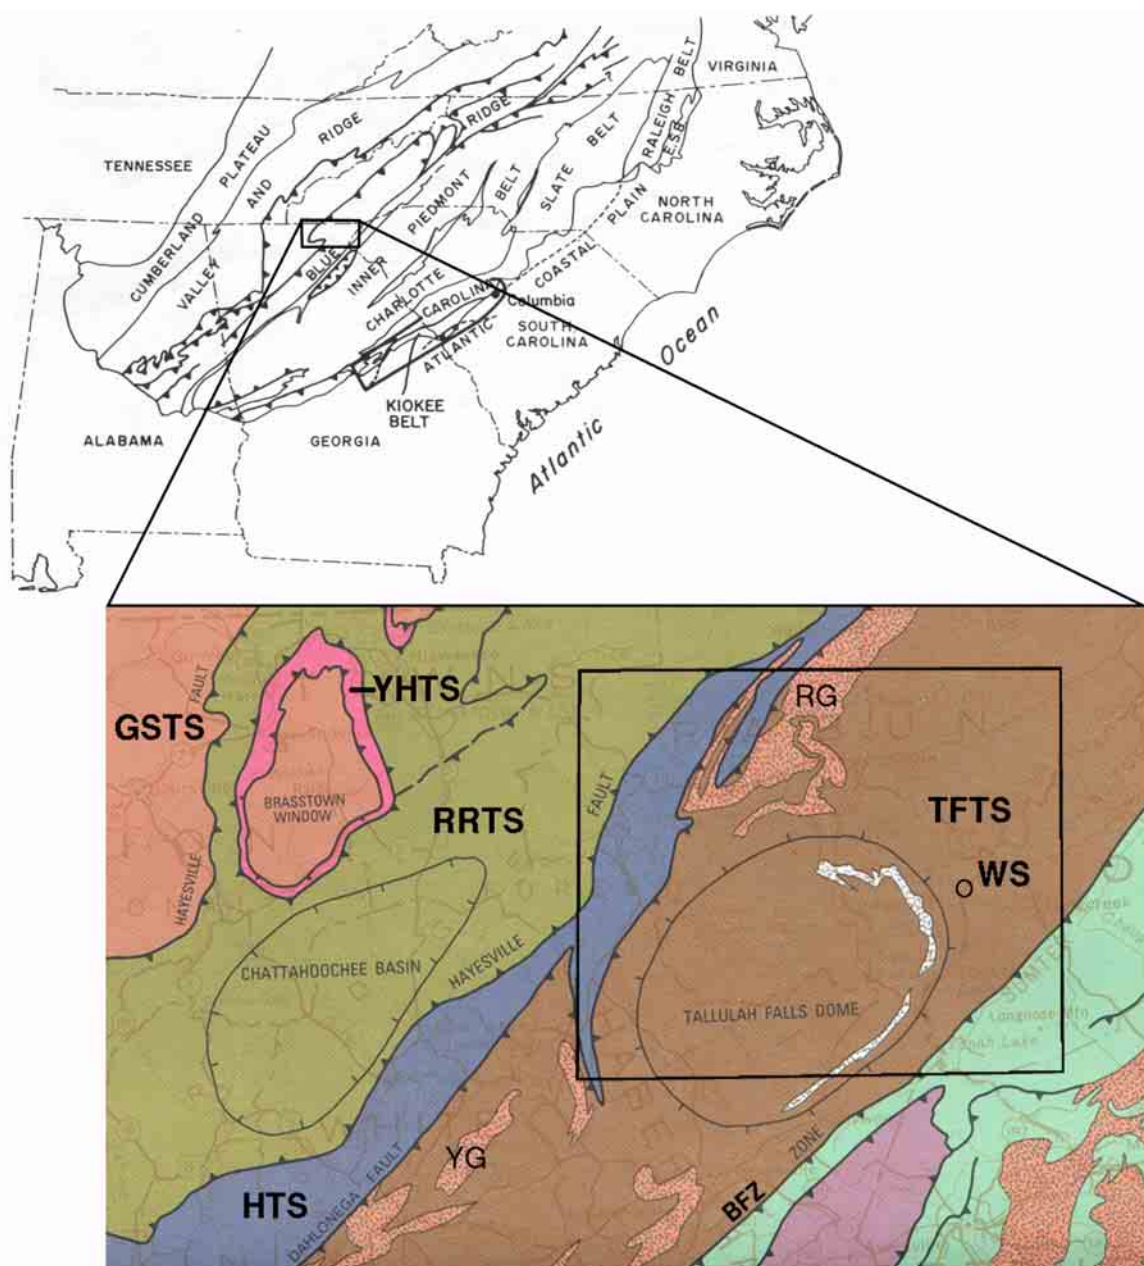 VIRGINIA
TENNESSEE
CUMBERLAND PLATEAU
VALLEY AND RIDGE
BLUE RIDGE
INNER PIEDMONT
CHARLOTTE BELT
CAROLINA SLATE BELT
RALEIGH BELT
E.S.B.
NORTH
CAROLINA
ATLANTIC COASTAL PLAIN
Columbia
SOUTH
CAROLINA
KIOKEE
BELT
ALABAMA
GEORGIA
Atlantic Ocean
?
GSTS
HAYESVILLE FAULT
YHTS
BRASSTOWN
WINDOW
RRTS
RG
FAULT
TFTS
WS
CHATTAHOOCHEE BASIN
HAYESVILLE
TALLULAH FALLS DOME
YG
HTS
DAHLONEGA FAULT
BFZ
ZONE
SUMTER